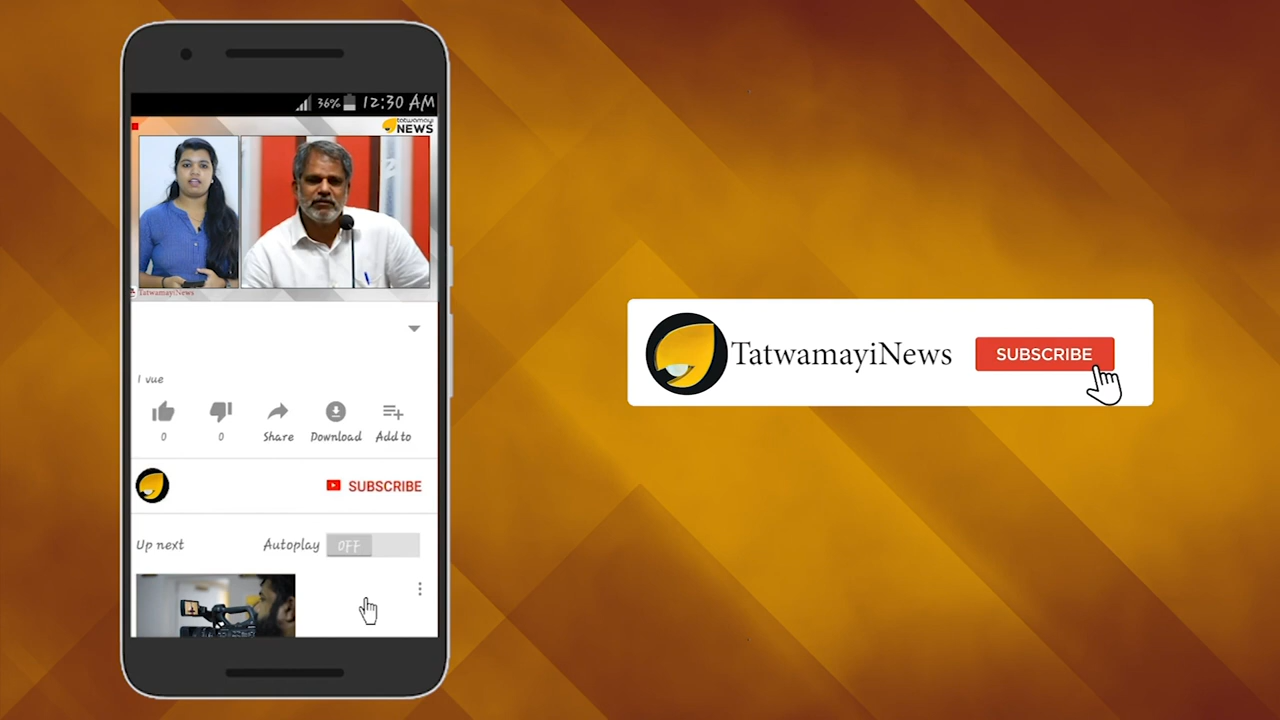 36% 12:30 AM
tatwamayi
NEWS
TatwamayiNews
1 vue
0
0
Share
Download
Add to
SUBSCRIBE
Up next
Autoplay
OFF
TatwamayiNews
SUBSCRIBE